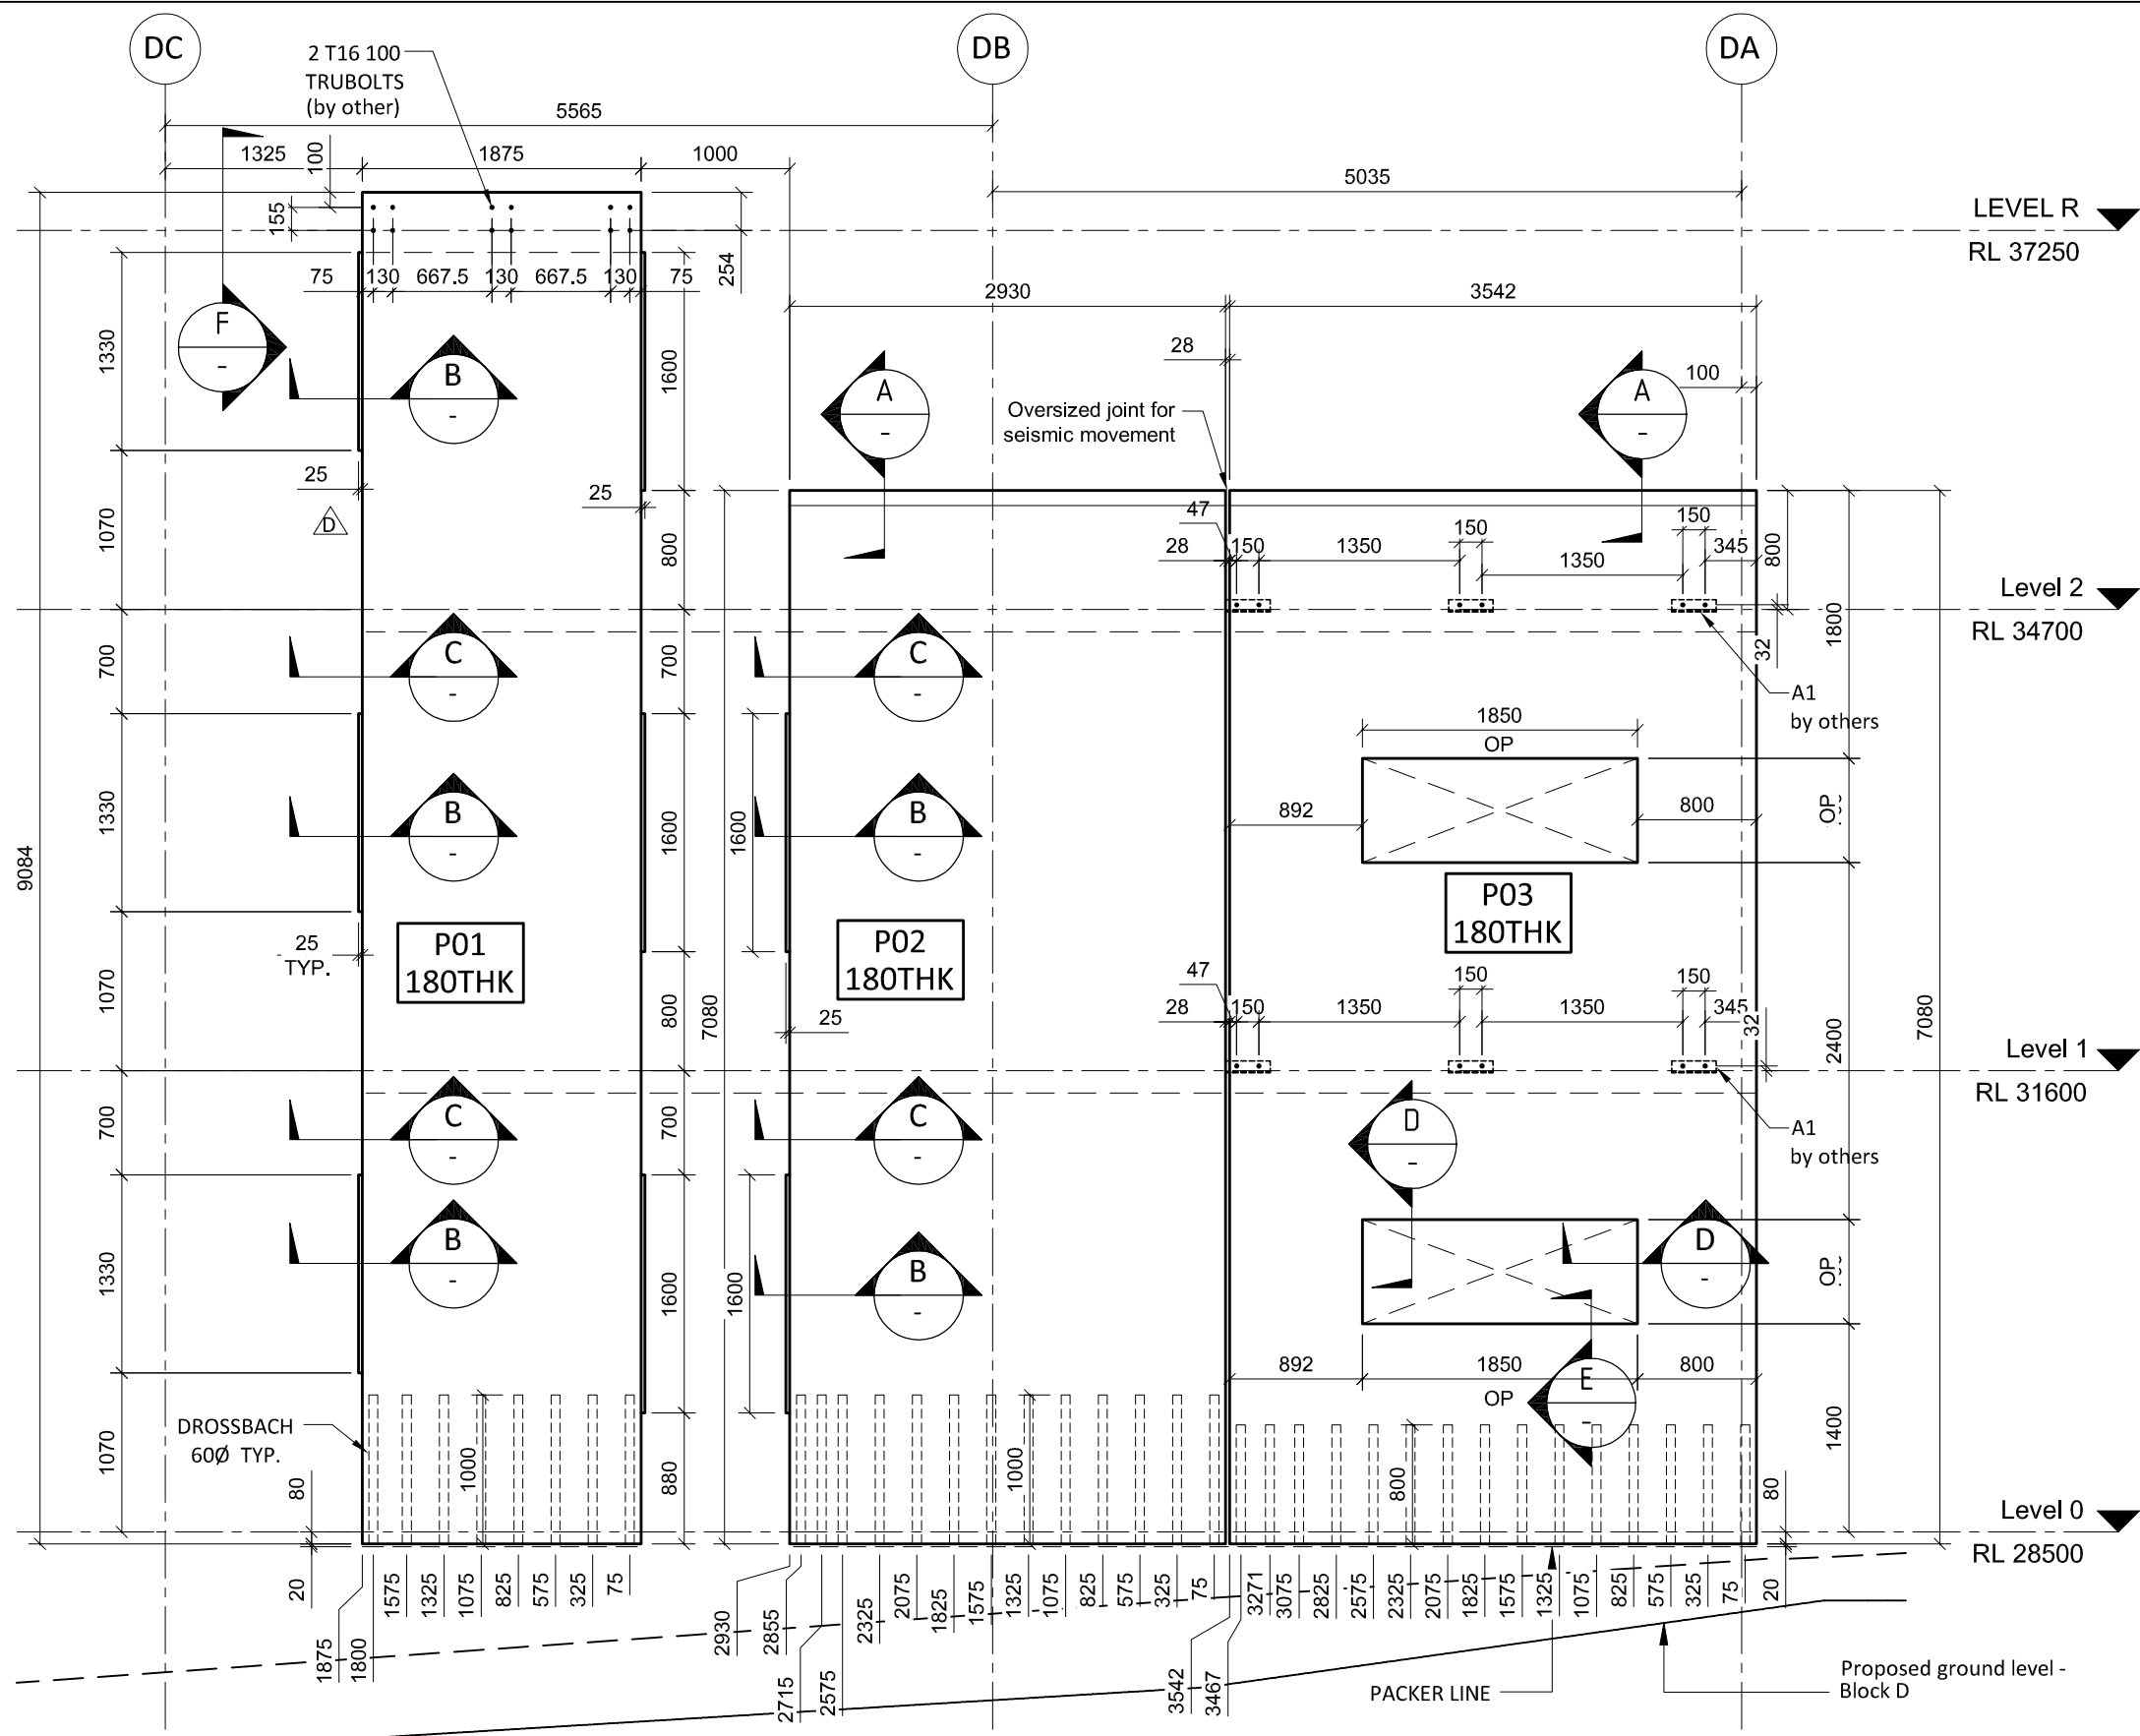 DC
DB
DA
2 T16 100
TRUBOLTS
(by other)
5565
1325
100
1875
1000
5035
LEVEL R
RL 37250
155
254
75
130
667.5
130
667.5
130
75
2930
3542
F
-
1330
B
-
1600
28
A
-
A
-
100
Oversized joint for
seismic movement
25
D
25
47
150
150
28
150
1350
1350
345
800
1070
800
Level 2
RL 34700
1800
32
C
-
C
-
700
700
A1
by others
1850
OP
1330
B
-
1600
1600
B
-
892
800
OP
9084
P01
180THK
P02
180THK
P03
180THK
25
TYP.
47
150
150
28
150
1350
1350
345
32
1070
800
7080
25
2400
7080
Level 1
RL 31600
C
-
C
-
700
700
D
-
A1
by others
B
-
B
-
D
-
1330
1600
1600
OP
892
1850
800
OP
E
-
DROSSBACH
60Ø TYP.
1070
80
1000
880
1000
800
1400
80
Level 0
RL 28500
20
1875
1800
1575
1325
1075
825
575
325
75
2930
2855
2715
2575
2325
2075
1825
1575
1325
1075
825
575
325
75
3542
3467
3271
3075
2825
2575
2325
2075
1825
1575
1325
1075
825
575
325
75
20
PACKER LINE
Proposed ground level -
Block D